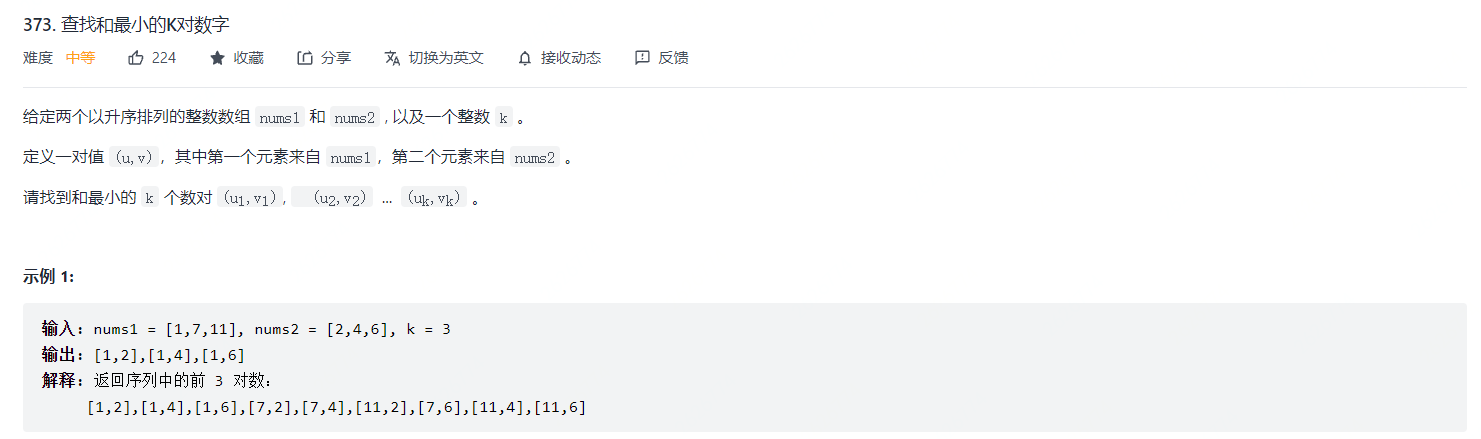 373. 查找和最小的K对数字
难度 中等 224 收藏 分享 切换为英文 接收动态 反馈
给定两个以升序排列的整数数组 nums1 和 nums2 , 以及一个整数 k 。
定义一对值 (u,v)，其中第一个元素来自 nums1，第二个元素来自 nums2 。
请找到和最小的 k 个数对 (u1,v1), (u2,v2) ... (uk,vk) 。
示例 1:
输入: nums1 = [1,7,11], nums2 = [2,4,6], k = 3
输出: [1,2],[1,4],[1,6]
解释: 返回序列中的前 3 对数:
[1,2],[1,4],[1,6],[7,2],[7,4],[11,2],[7,6],[11,4],[11,6]